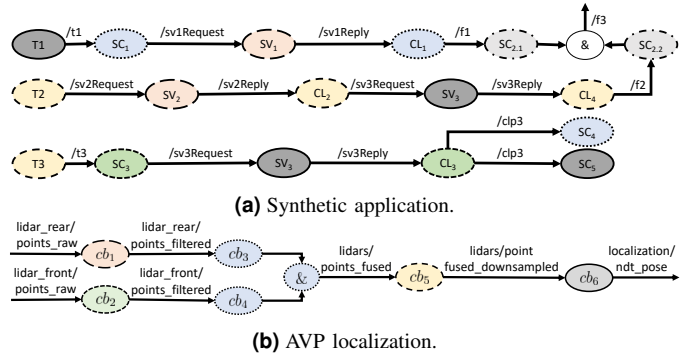 /f3
/t1 /sv1Request /sv1Reply /f1
T1 SC1 SV1 CL1 SC2.1 & SC2.2
/sv2Request /sv2Reply /sv3Request /sv3Reply /f2
T2 SV2 CL2 SV3 CL4
/clp3
SC4
/t3 /sv3Request /sv3Reply /clp3
T3 SC3 SV3 CL3 SC5
(a) Synthetic application.
lidar_rear/ lidar_rear/
points_raw points_filtered
cb1 cb3
lidars/ lidars/point localization/
points_fused fused_downsampled ndt_pose
& cb5 cb6
lidar_front/ lidar_front/
points_raw points_filtered
cb2 cb4
(b) AVP localization.